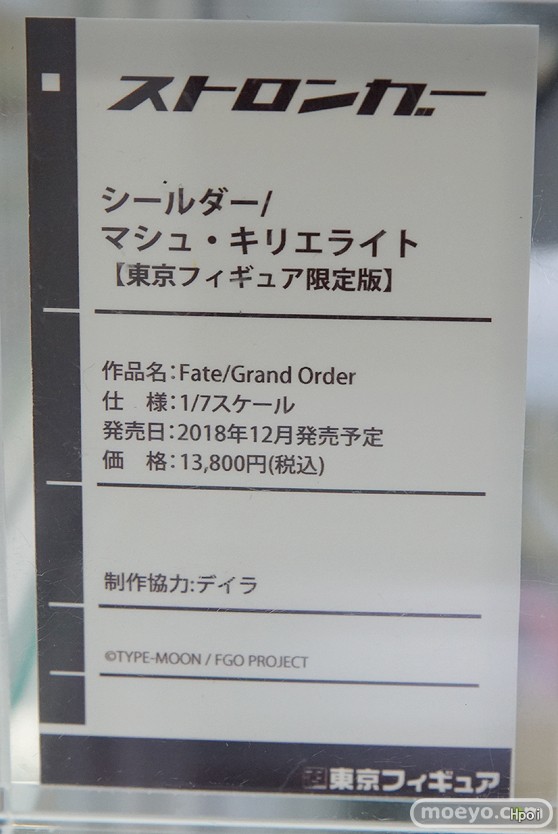 ストロンガー
シールダー/
マシュ・キリエライト
【東京フィギュア限定版】
作品名：Fate/Grand Order
仕　様：1/7スケール
発売日：2018年12月発売予定
価　格：13,800円(税込)
制作協力:デイラ
©TYPE-MOON / FGO PROJECT
東京フィギュア
moeyo.com
Hpoi